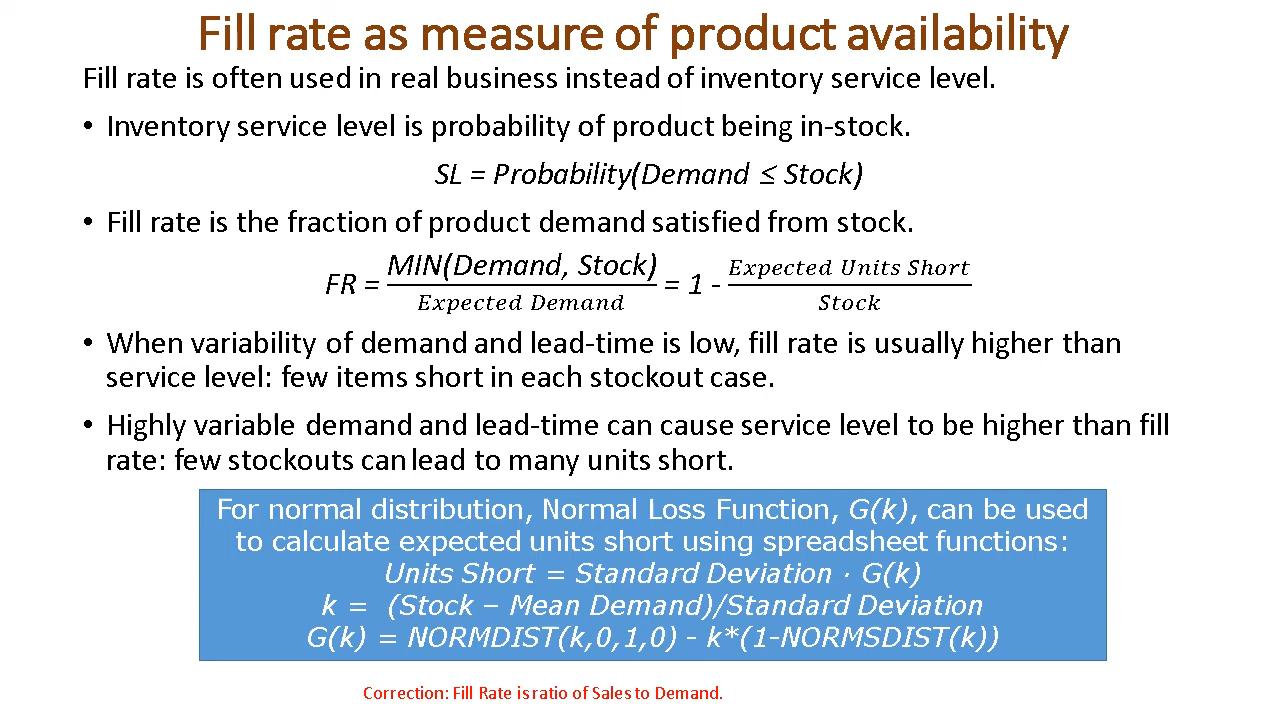 Fill rate as measure of product availability
Fill rate is often used in real business instead of inventory service level.
• Inventory service level is probability of product being in-stock.
SL = Probability(Demand ≤ Stock)
• Fill rate is the fraction of product demand satisfied from stock.
FR = MIN(Demand, Stock) / Expected Demand = 1 - Expected Units Short / Stock
• When variability of demand and lead-time is low, fill rate is usually higher than
service level: few items short in each stockout case.
• Highly variable demand and lead-time can cause service level to be higher than fill
rate: few stockouts can lead to many units short.
For normal distribution, Normal Loss Function, G(k), can be used
to calculate expected units short using spreadsheet functions:
Units Short = Standard Deviation · G(k)
k = (Stock – Mean Demand)/Standard Deviation
G(k) = NORMDIST(k,0,1,0) - k*(1-NORMSDIST(k))
Correction: Fill Rate is ratio of Sales to Demand.